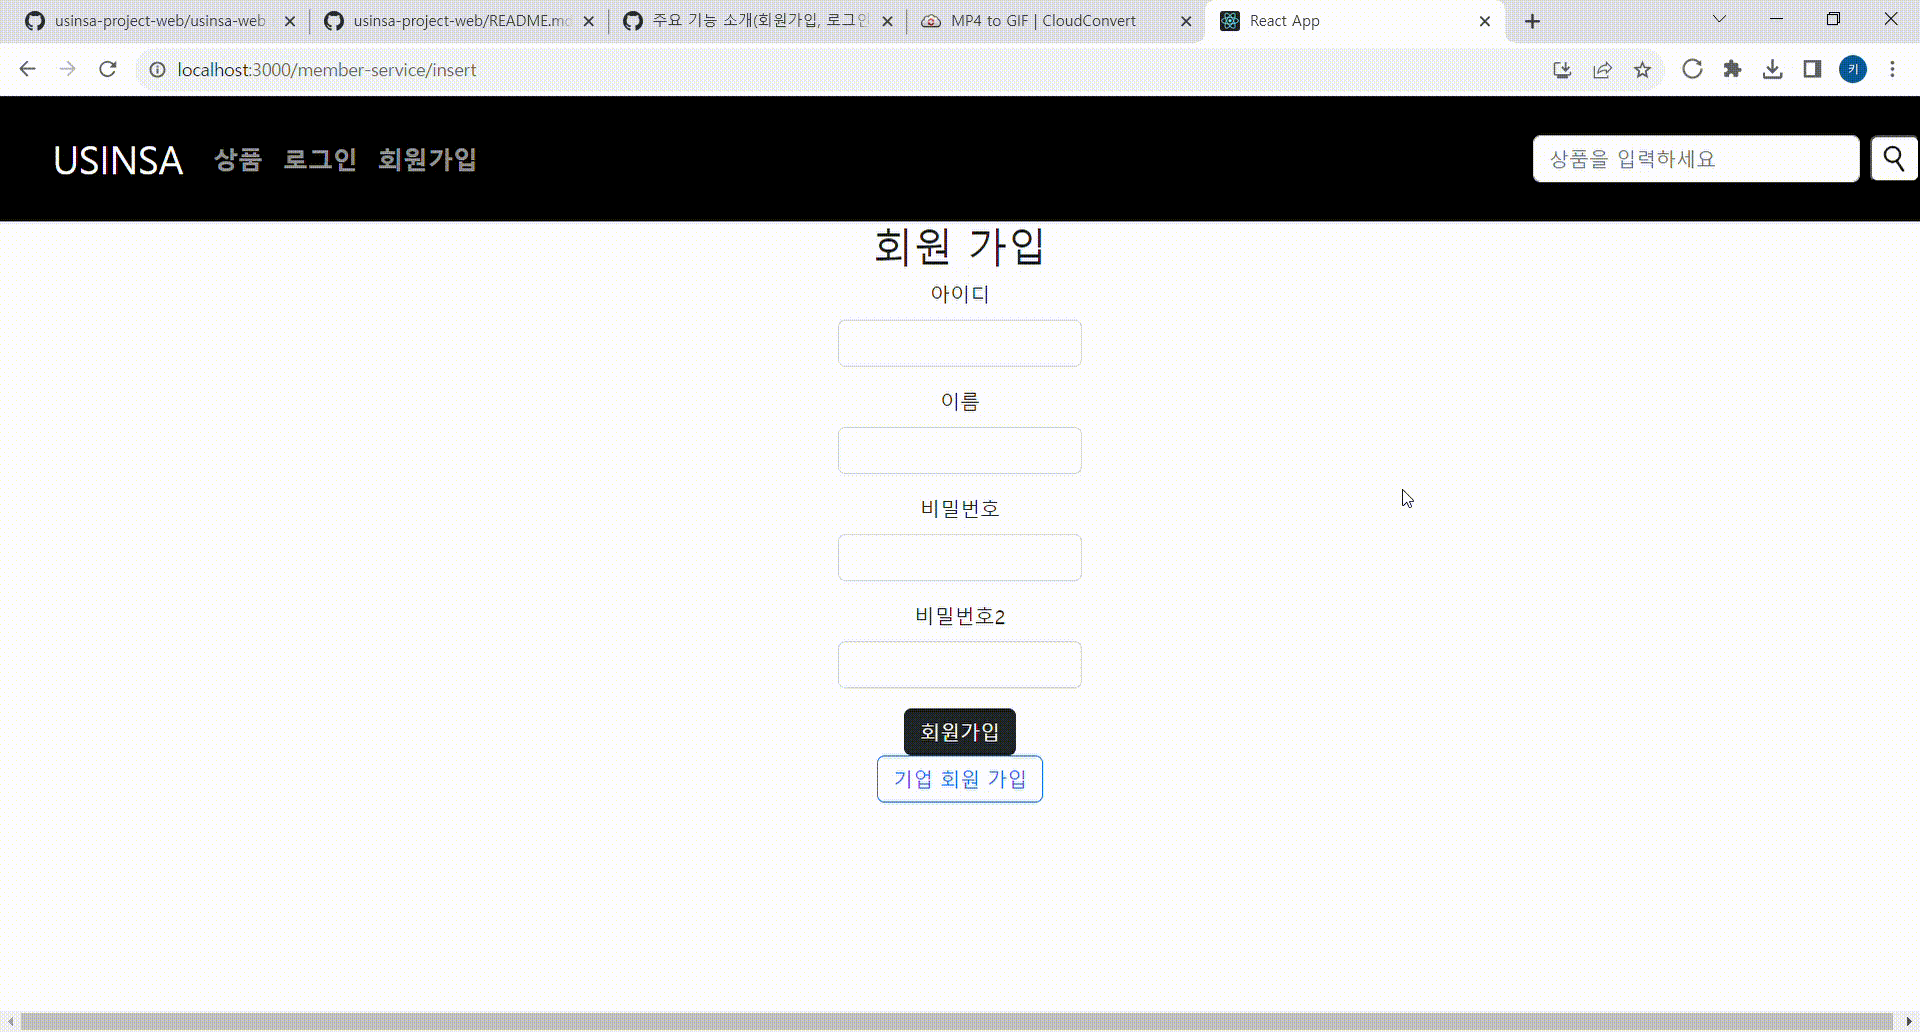 usinsa-project-web/usinsa-web
usinsa-project-web/README.md
주요 기능 소개(회원가입, 로그인
MP4 to GIF | CloudConvert
React App
localhost:3000/member-service/insert
키
USINSA 상품 로그인 회원가입
상품을 입력하세요
회원 가입
아이디
이름
비밀번호
비밀번호2
회원가입
기업 회원 가입